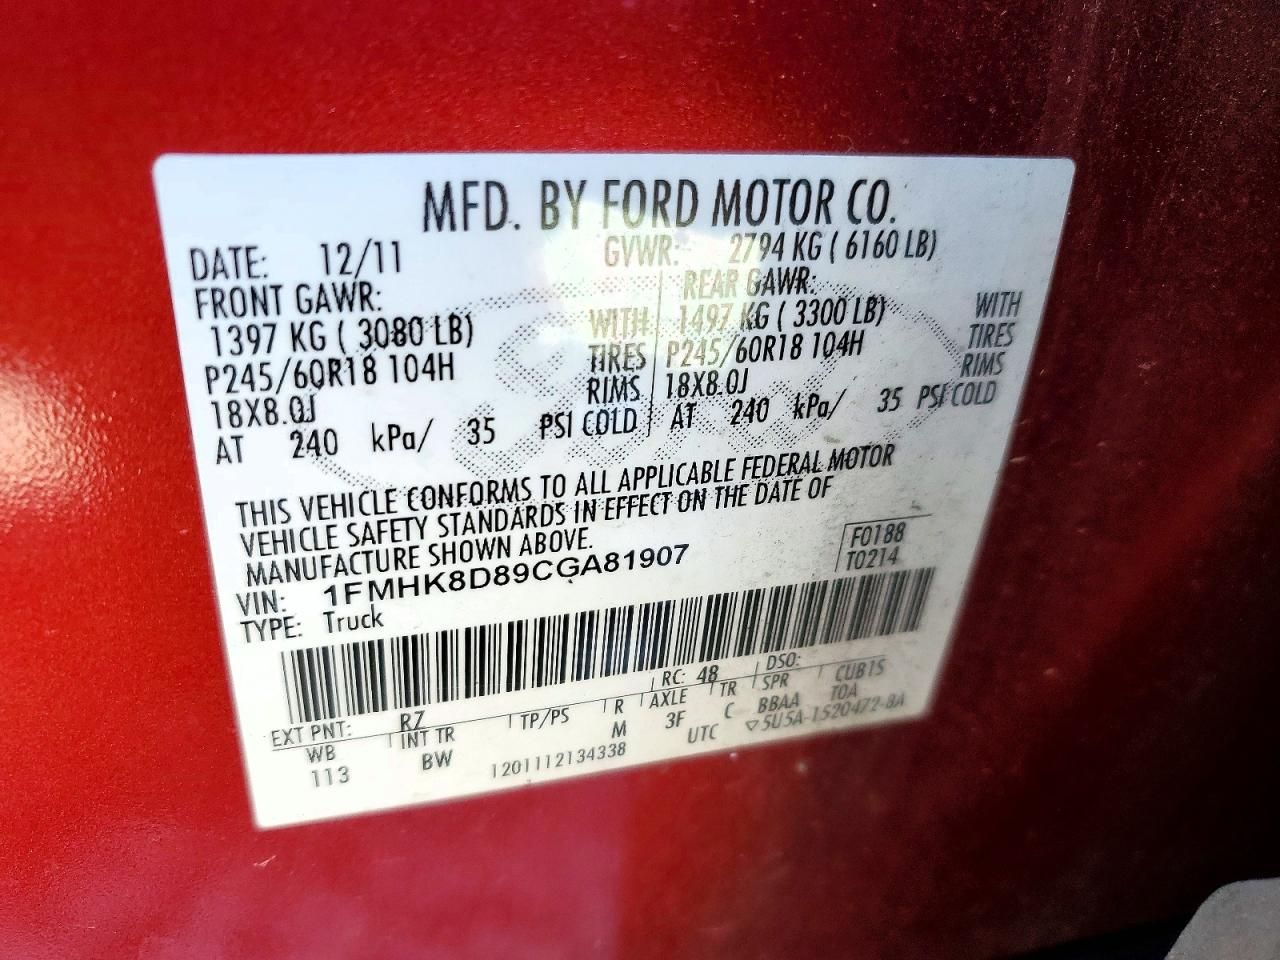 MFD. BY FORD MOTOR CO.
DATE: 12/11 GVWR: 2794 KG ( 6160 LB)
FRONT GAWR: REAR GAWR:
1397 KG ( 3080 LB) WITH 1497 KG ( 3300 LB) WITH
P245/60R18 104H TIRES P245/60R18 104H TIRES
18X8.0J RIMS 18X8.0J RIMS
AT 240 kPa/ 35 PSI COLD AT 240 kPa/ 35 PSI COLD
THIS VEHICLE CONFORMS TO ALL APPLICABLE FEDERAL MOTOR
VEHICLE SAFETY STANDARDS IN EFFECT ON THE DATE OF
MANUFACTURE SHOWN ABOVE.
F0188
VIN: 1FMHK8D89CGA81907
T0214
TYPE: Truck
EXT PNT: RZ RC: 48 DSO:
WB INT TR TP/PS R AXLE TR SPR CUB1S
113 BW M 3F C BBAA TOA
1201112134338 UTC ▽5U5A-1520472-BA